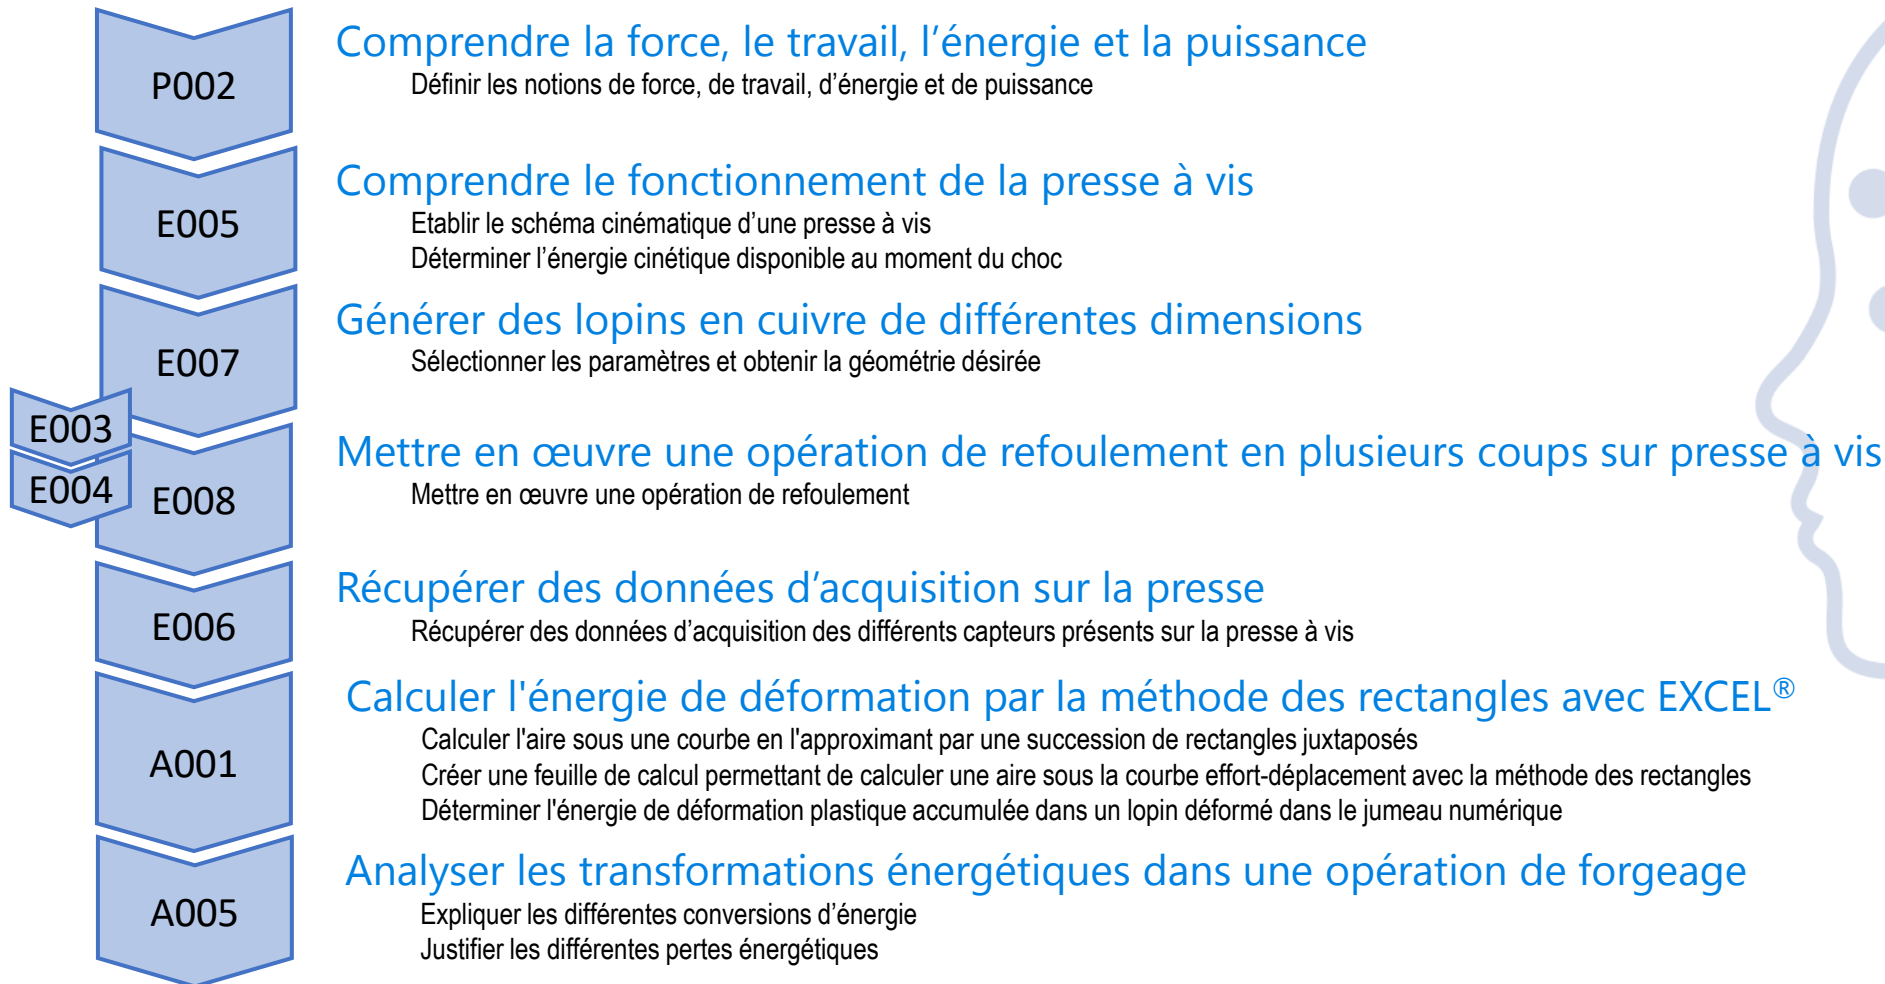 P002
Comprendre la force, le travail, l’énergie et la puissance
Définir les notions de force, de travail, d’énergie et de puissance
E005
Comprendre le fonctionnement de la presse à vis
Etablir le schéma cinématique d’une presse à vis
Déterminer l’énergie cinétique disponible au moment du choc
E007
Générer des lopins en cuivre de différentes dimensions
Sélectionner les paramètres et obtenir la géométrie désirée
E003
E004
E008
Mettre en œuvre une opération de refoulement en plusieurs coups sur presse à vis
Mettre en œuvre une opération de refoulement
E006
Récupérer des données d’acquisition sur la presse
Récupérer des données d’acquisition des différents capteurs présents sur la presse à vis
A001
Calculer l'énergie de déformation par la méthode des rectangles avec EXCEL®
Calculer l'aire sous une courbe en l'approximant par une succession de rectangles juxtaposés
Créer une feuille de calcul permettant de calculer une aire sous la courbe effort-déplacement avec la méthode des rectangles
Déterminer l'énergie de déformation plastique accumulée dans un lopin déformé dans le jumeau numérique
A005
Analyser les transformations énergétiques dans une opération de forgeage
Expliquer les différentes conversions d’énergie
Justifier les différentes pertes énergétiques